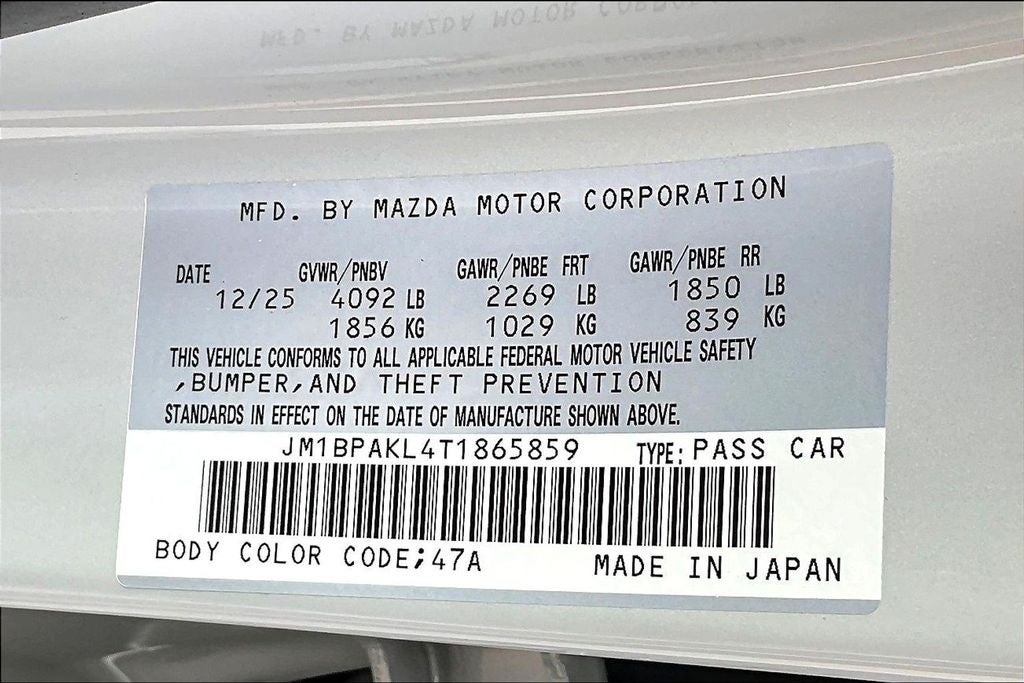 MFD. BY MAZDA MOTOR CORPORATION
DATE GVWR/PNBV GAWR/PNBE FRT GAWR/PNBE RR
12/25 4092 LB 2269 LB 1850 LB
1856 KG 1029 KG 839 KG
THIS VEHICLE CONFORMS TO ALL APPLICABLE FEDERAL MOTOR VEHICLE SAFETY
,BUMPER,AND THEFT PREVENTION
STANDARDS IN EFFECT ON THE DATE OF MANUFACTURE SHOWN ABOVE.
JM1BPAKL4T1865859 TYPE: PASS CAR
BODY COLOR CODE;47A MADE IN JAPAN